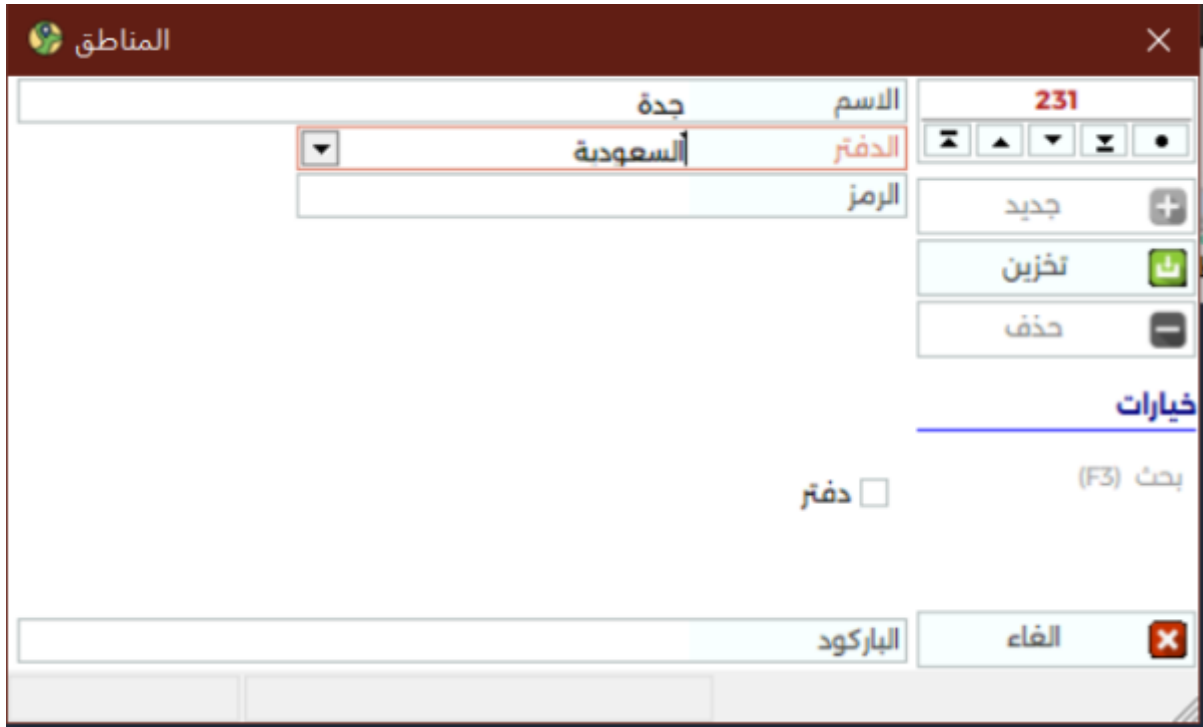 المناطق
الاسم جدة
الدفتر السعودية
الرمز
231
جديد
تخزين
حذف
خيارات
بحث (F3)
دفتر
الباركود
الغاء